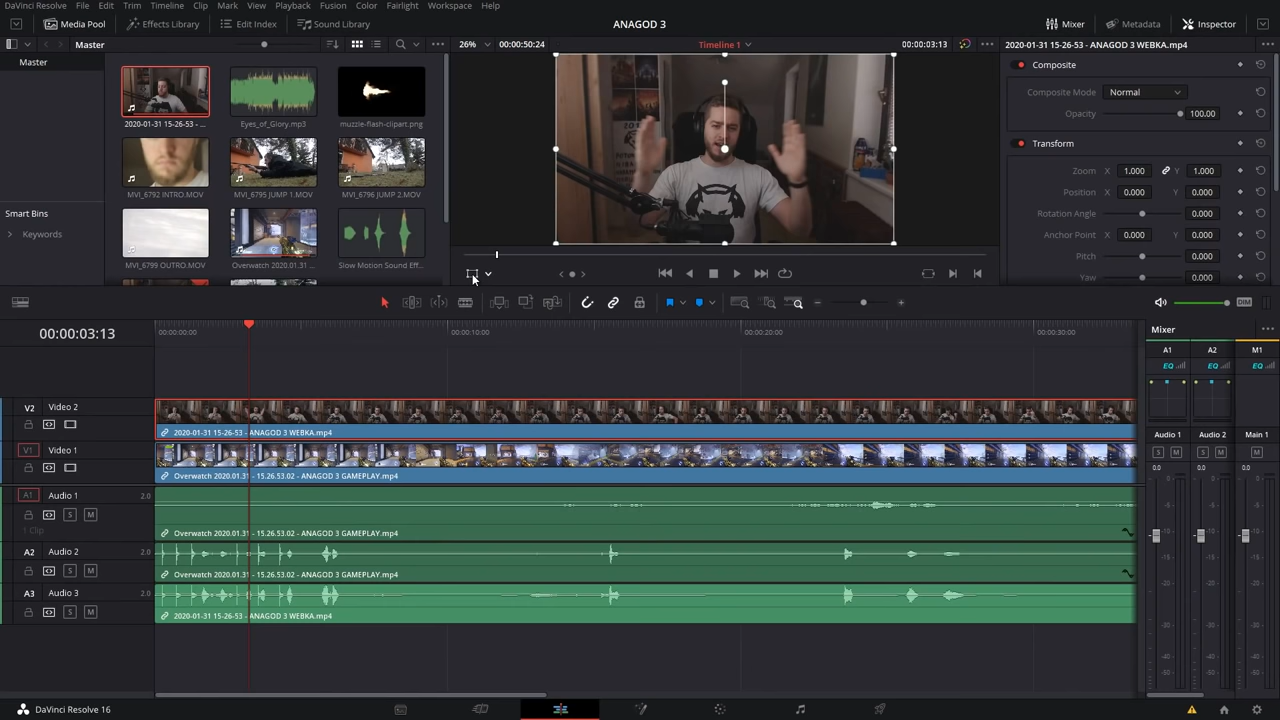 DaVinci Resolve File Edit Trim Timeline Clip Mark View Playback Fusion Color Fairlight Workspace Help
Media Pool Effects Library Edit Index Sound Library ANAGOD 3 Mixer Metadata Inspector
Master 26% 00:00:50:24 Timeline 1 00:00:03:13 2020-01-31 15-26-53 - ANAGOD 3 WEBKA.mp4
Master
Composite
Composite Mode Normal
Opacity 100.00
2020-01-31 15-26-53 - ... Eyes_of_Glory.mp3 muzzle-flash-clipart.png
Transform
Zoom X 1.000 Y 1.000
Position X 0.000 Y 0.000
MVI_6792 INTRO.MOV MVI_6795 JUMP 1.MOV MVI_6796 JUMP 2.MOV
Rotation Angle 0.000
Smart Bins
Anchor Point X 0.000 Y 0.000
Keywords
Pitch 0.000
MVI_6799 OUTRO.MOV Overwatch 2020.01.31 ... Slow Motion Sound Eff...
Yaw 0.000
DIM
00:00:03:13 00:00:00:00 00:00:10:00 00:00:20:00 00:00:30:00
Mixer
A1 A2 M1
EQ EQ EQ
V2 Video 2
2020-01-31 15-26-53 - ANAGOD 3 WEBKA.mp4
Audio 1 Audio 2 Main 1
V1 Video 1
S M S M M
0.0 0.0 0.0
Overwatch 2020.01.31 - 15.26.53.02 - ANAGOD 3 GAMEPLAY.mp4
A1 Audio 1 2.0
S M
1 Clip
Overwatch 2020.01.31 - 15.26.53.02 - ANAGOD 3 GAMEPLAY.mp4
A2 Audio 2 2.0
S M
Overwatch 2020.01.31 - 15.26.53.02 - ANAGOD 3 GAMEPLAY.mp4
A3 Audio 3 2.0
S M
2020-01-31 15-26-53 - ANAGOD 3 WEBKA.mp4
DaVinci Resolve 16